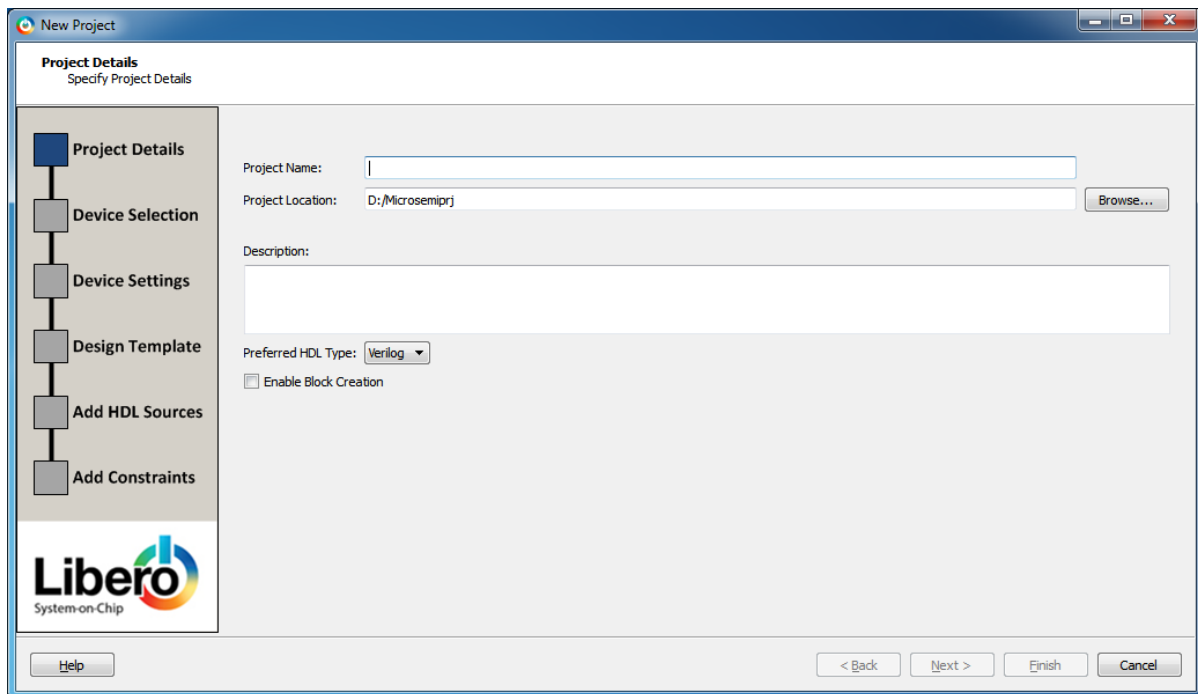 New Project
Project Details
Specify Project Details
Project Details
Device Selection
Device Settings
Design Template
Add HDL Sources
Add Constraints
Libero
System-on-Chip
Project Name:
Project Location: D:/Microsemiprj Browse...
Description:
Preferred HDL Type: Verilog
Enable Block Creation
Help < Back Next > Finish Cancel